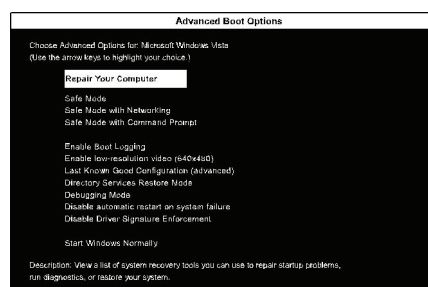 Advanced Boot Options
Choose Advanced Options for: Microsoft Windows Vista
(Use the arrow keys to highlight your choice.)
Repair Your Computer
Safe Mode
Safe Mode with Networking
Safe Mode with Command Prompt
Enable Boot Logging
Enable low-resolution video (640x480)
Last Known Good Configuration (advanced)
Directory Services Restore Mode
Debugging Mode
Disable automatic restart on system failure
Disable Driver Signature Enforcement
Start Windows Normally
Description: View a list of system recovery tools you can use to repair startup problems,
run diagnostics, or restore your system.